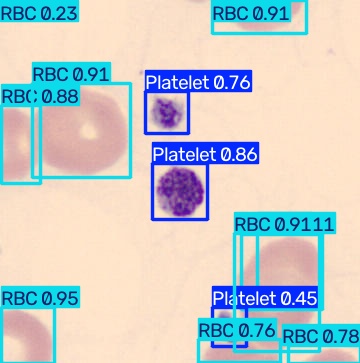 RBC 0.23
RBC 0.91
RBC 0.91
Platelet 0.76
RBC 0.88
Platelet 0.86
RBC 0.9111
Platelet 0.45
RBC 0.95
RBC 0.76
RBC 0.78